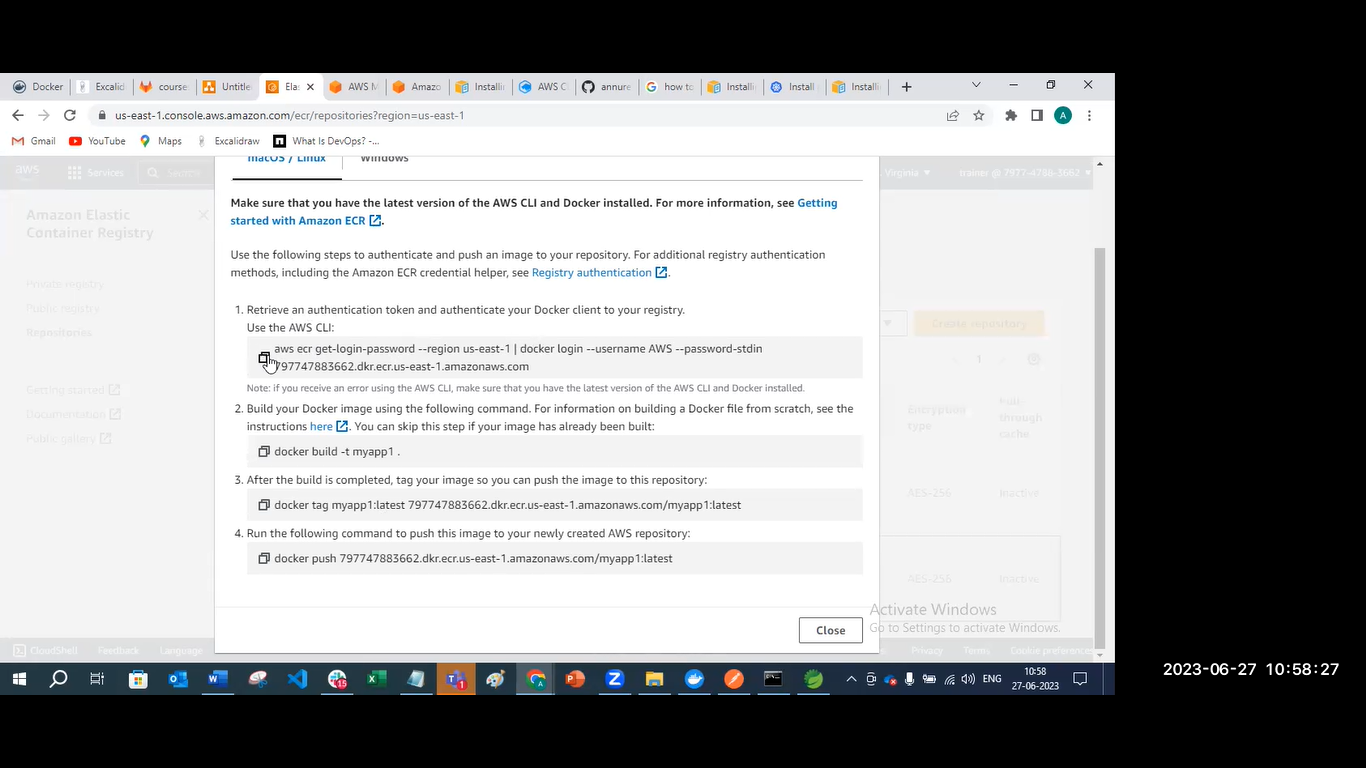 Docker
Excalid
course
Untitle
Ela
AWS M
Amazo
Installin
AWS C
annure
how to
Installi
Install
Installi
us-east-1.console.aws.amazon.com/ecr/repositories?region=us-east-1
A
Gmail
YouTube
Maps
Excalidraw
What Is DevOps? -...
macOS / Linux
Windows
aws
Services
Search
Virginia
trainer @ 7977-4788-3662
Amazon Elastic
Container Registry
Private registry
Public registry
Repositories
Getting started
Documentation
Public gallery
Make sure that you have the latest version of the AWS CLI and Docker installed. For more information, see Getting
started with Amazon ECR .
Use the following steps to authenticate and push an image to your repository. For additional registry authentication
methods, including the Amazon ECR credential helper, see Registry authentication .
1. Retrieve an authentication token and authenticate your Docker client to your registry.
Use the AWS CLI:
aws ecr get-login-password --region us-east-1 | docker login --username AWS --password-stdin
797747883662.dkr.ecr.us-east-1.amazonaws.com
Note: if you receive an error using the AWS CLI, make sure that you have the latest version of the AWS CLI and Docker installed.
2. Build your Docker image using the following command. For information on building a Docker file from scratch, see the
instructions here . You can skip this step if your image has already been built:
docker build -t myapp1 .
3. After the build is completed, tag your image so you can push the image to this repository:
docker tag myapp1:latest 797747883662.dkr.ecr.us-east-1.amazonaws.com/myapp1:latest
4. Run the following command to push this image to your newly created AWS repository:
docker push 797747883662.dkr.ecr.us-east-1.amazonaws.com/myapp1:latest
Close
Create repository
1
Encryption
type
Pull
through
cache
AES-256
Inactive
AES-256
Inactive
Activate Windows
Go to Settings to activate Windows.
CloudShell
Feedback
Language
Privacy
Terms
Cookie preferences
15
1
ENG
10:58
27-06-2023
2023-06-27 10:58:27